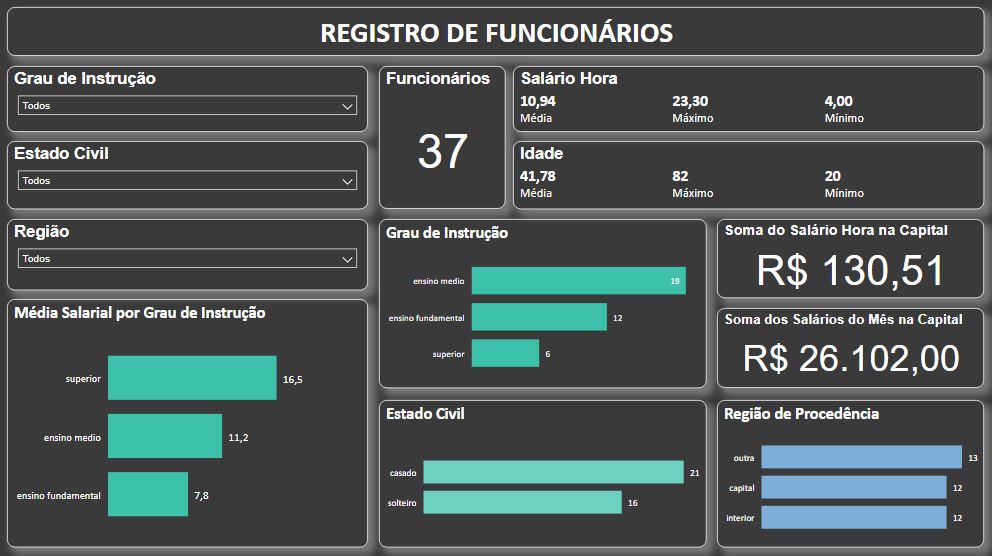 REGISTRO DE FUNCIONÁRIOS
Grau de Instrução
Todos
Estado Civil
Todos
Região
Todos
Funcionários
37
Salário Hora
10,94 23,30 4,00
Média Máximo Mínimo
Idade
41,78 82 20
Média Máximo Mínimo
Média Salarial por Grau de Instrução
superior 16,5
ensino medio 11,2
ensino fundamental 7,8
Grau de Instrução
ensino medio 19
ensino fundamental 12
superior 6
Soma do Salário Hora na Capital
R$ 130,51
Soma dos Salários do Mês na Capital
R$ 26.102,00
Estado Civil
casado 21
solteiro 16
Região de Procedência
outra 13
capital 12
interior 12